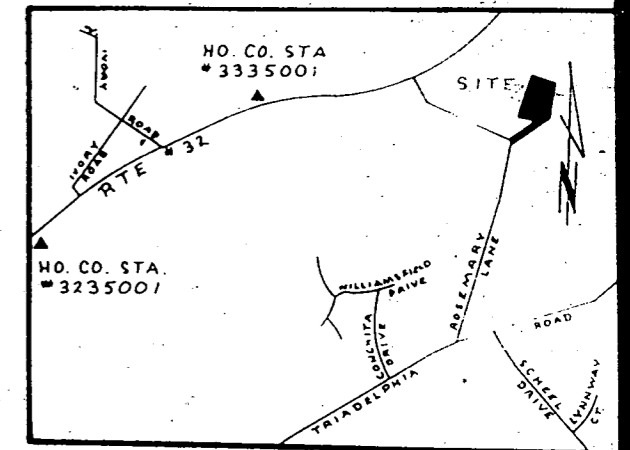 HO. CO. STA
# 3335001
SITE
IVORY
ROAD
IVORY
ROAD
RTE # 32
HO. CO. STA.
# 3235001
WILLIAMSFIELD
DRIVE
CONCHITA
DRIVE
ROSEMARY
LANE
TRIADELPHIA
ROAD
SCHEEL
DRIVE
LYNNWAY
CT.